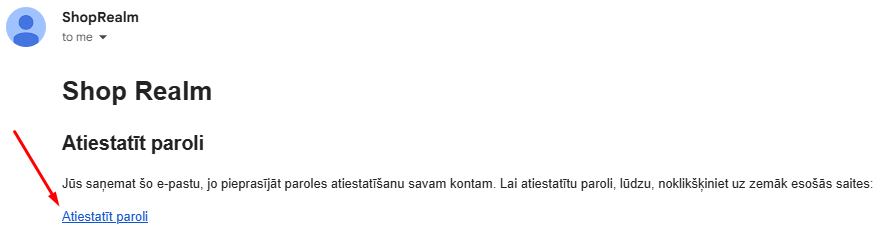 ShopRealm
to me
Shop Realm
Atiestatīt paroli
Jūs saņemat šo e-pastu, jo pieprasījāt paroles atiestatīšanu savam kontam. Lai atiestatītu paroli, lūdzu, noklikšķiniet uz zemāk esošās saites:
Atiestatīt paroli